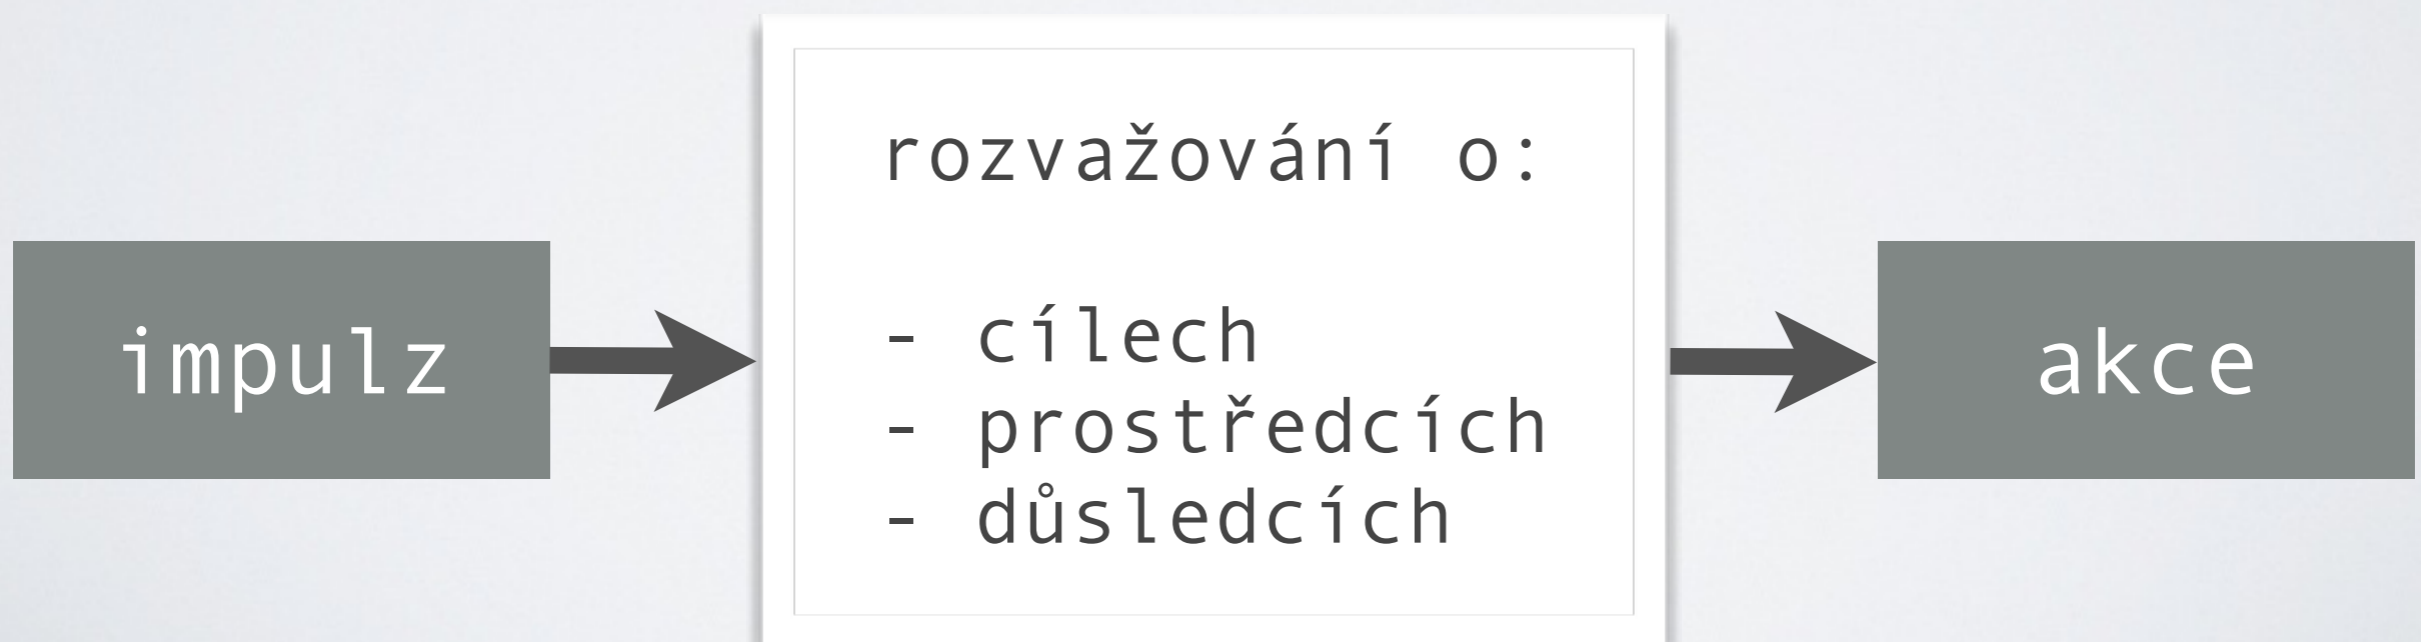 impulz
rozvažování o:
- cílech
- prostředcích
- důsledcích
akce